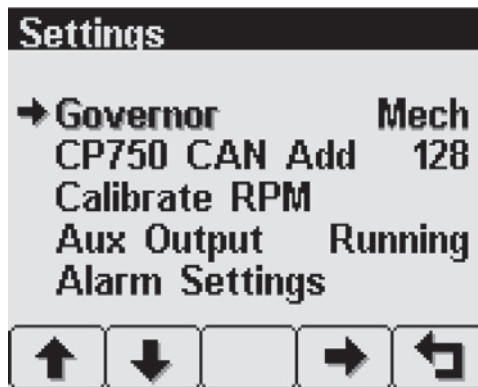 Settings
Governor Mech
CP750 CAN Add 128
Calibrate RPM
Aux Output Running
Alarm Settings